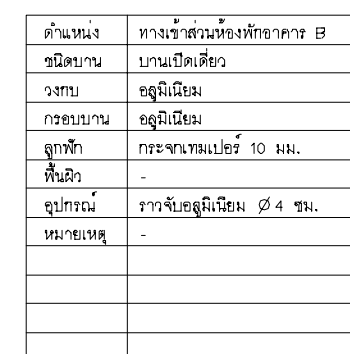 ตำแหน่ง ทางเข้าส่วนห้องพักอาคาร B
ชนิดบาน บานเปิดเดี่ยว
วงกบ อลูมิเนียม
กรอบบาน อลูมิเนียม
ลูกฟัก กระจกเทมเปอร์ 10 มม.
พื้นผิว -
อุปกรณ์ ราวจับอลูมิเนียม Ø 4 ซม.
หมายเหตุ -